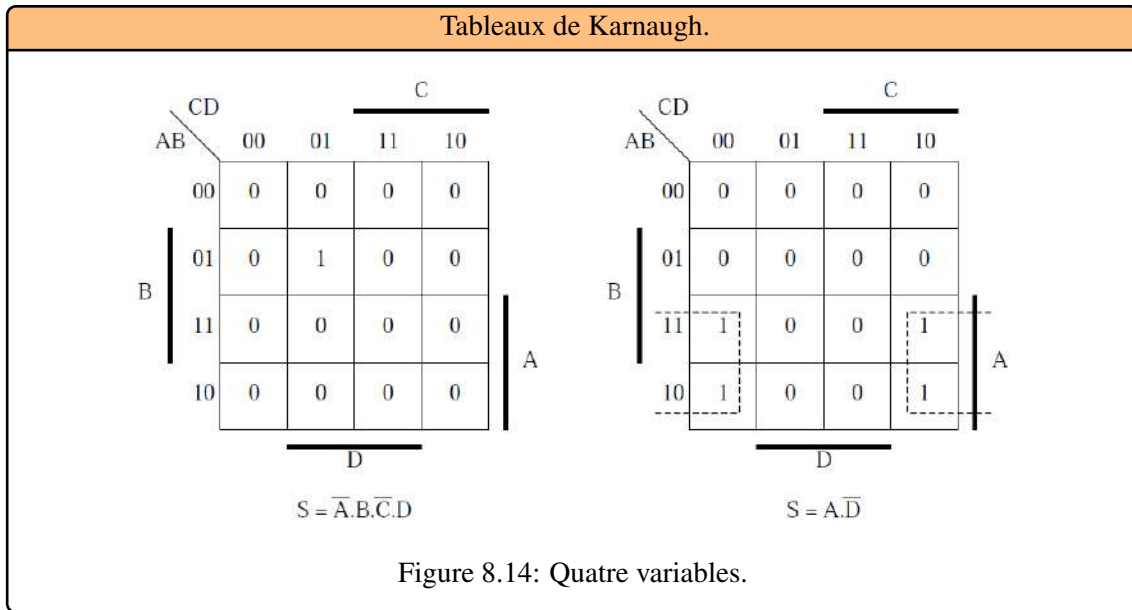 Tableaux de Karnaugh.
C
CD
AB 00 01 11 10
00 0 0 0 0
01 0 1 0 0
B
11 0 0 0 0
A
10 0 0 0 0
D
S = A̅.B.C̅.D
C
CD
AB 00 01 11 10
00 0 0 0 0
01 0 0 0 0
B
11 1 0 0 1
A
10 1 0 0 1
D
S = A.D̅
Figure 8.14: Quatre variables.